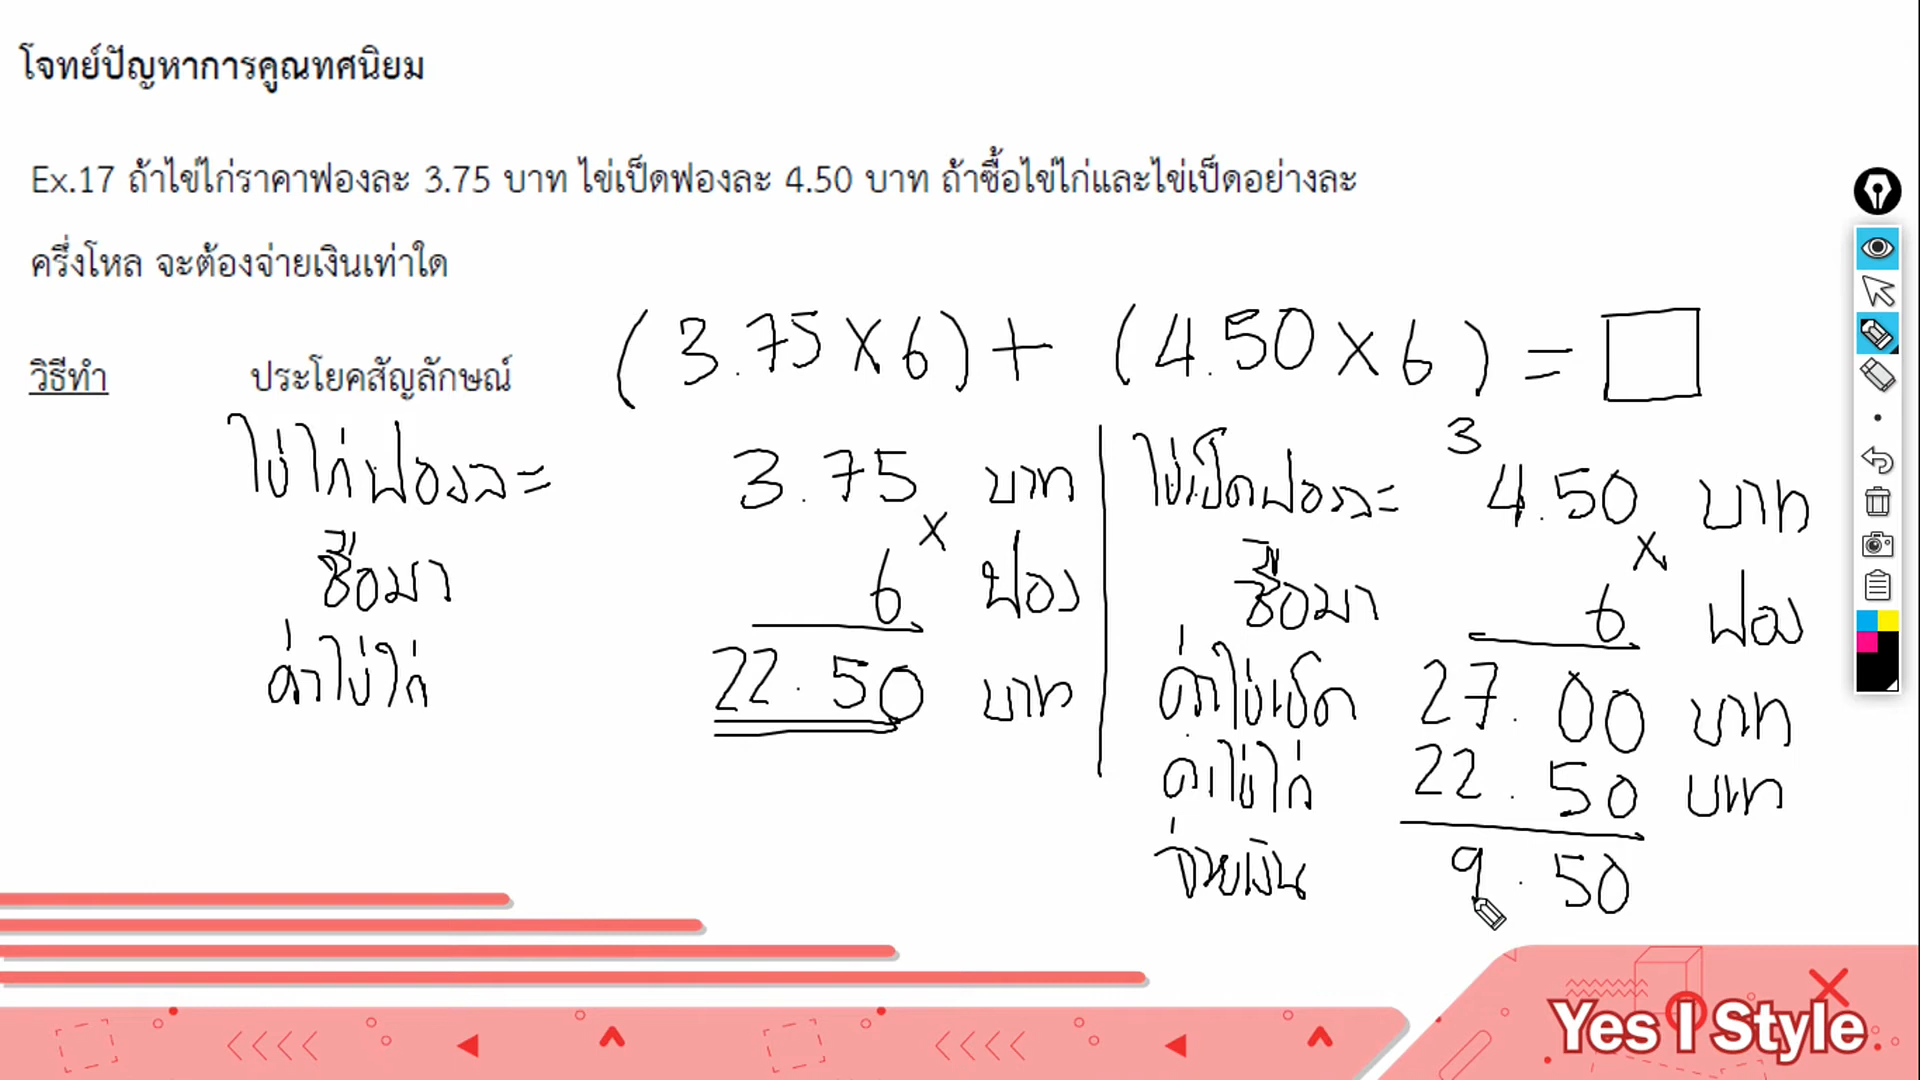 โจทย์ปัญหาการคูณทศนิยม
Ex.17 ถ้าไข่ไก่ราคาฟองละ 3.75 บาท ไข่เป็ดฟองละ 4.50 บาท ถ้าซื้อไข่ไก่และไข่เป็ดอย่างละ
ครึ่งโหล จะต้องจ่ายเงินเท่าใด
วิธีทำ ประโยคสัญลักษณ์ (3.75×6)+(4.50×6)=□
ไข่ไก่ฟองละ 3.75 บาท
×
ซื้อมา 6 ฟอง
ค่าไข่ไก่ 22.50 บาท
3
ไข่เป็ดฟองละ 4.50 บาท
×
ซื้อมา 6 ฟอง
ค่าไข่เป็ด 27.00 บาท
ค่าไข่ไก่ 22.50 บาท
จ่ายเงิน 9.50
Yes I Style